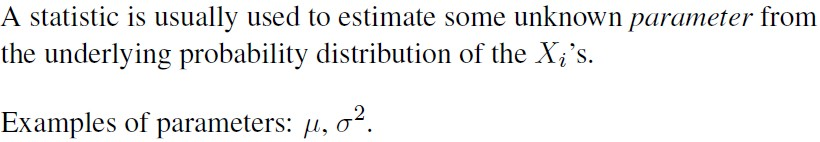 A statistic is usually used to estimate some unknown parameter from
the underlying probability distribution of the Xᵢ’s.
Examples of parameters: μ, σ².